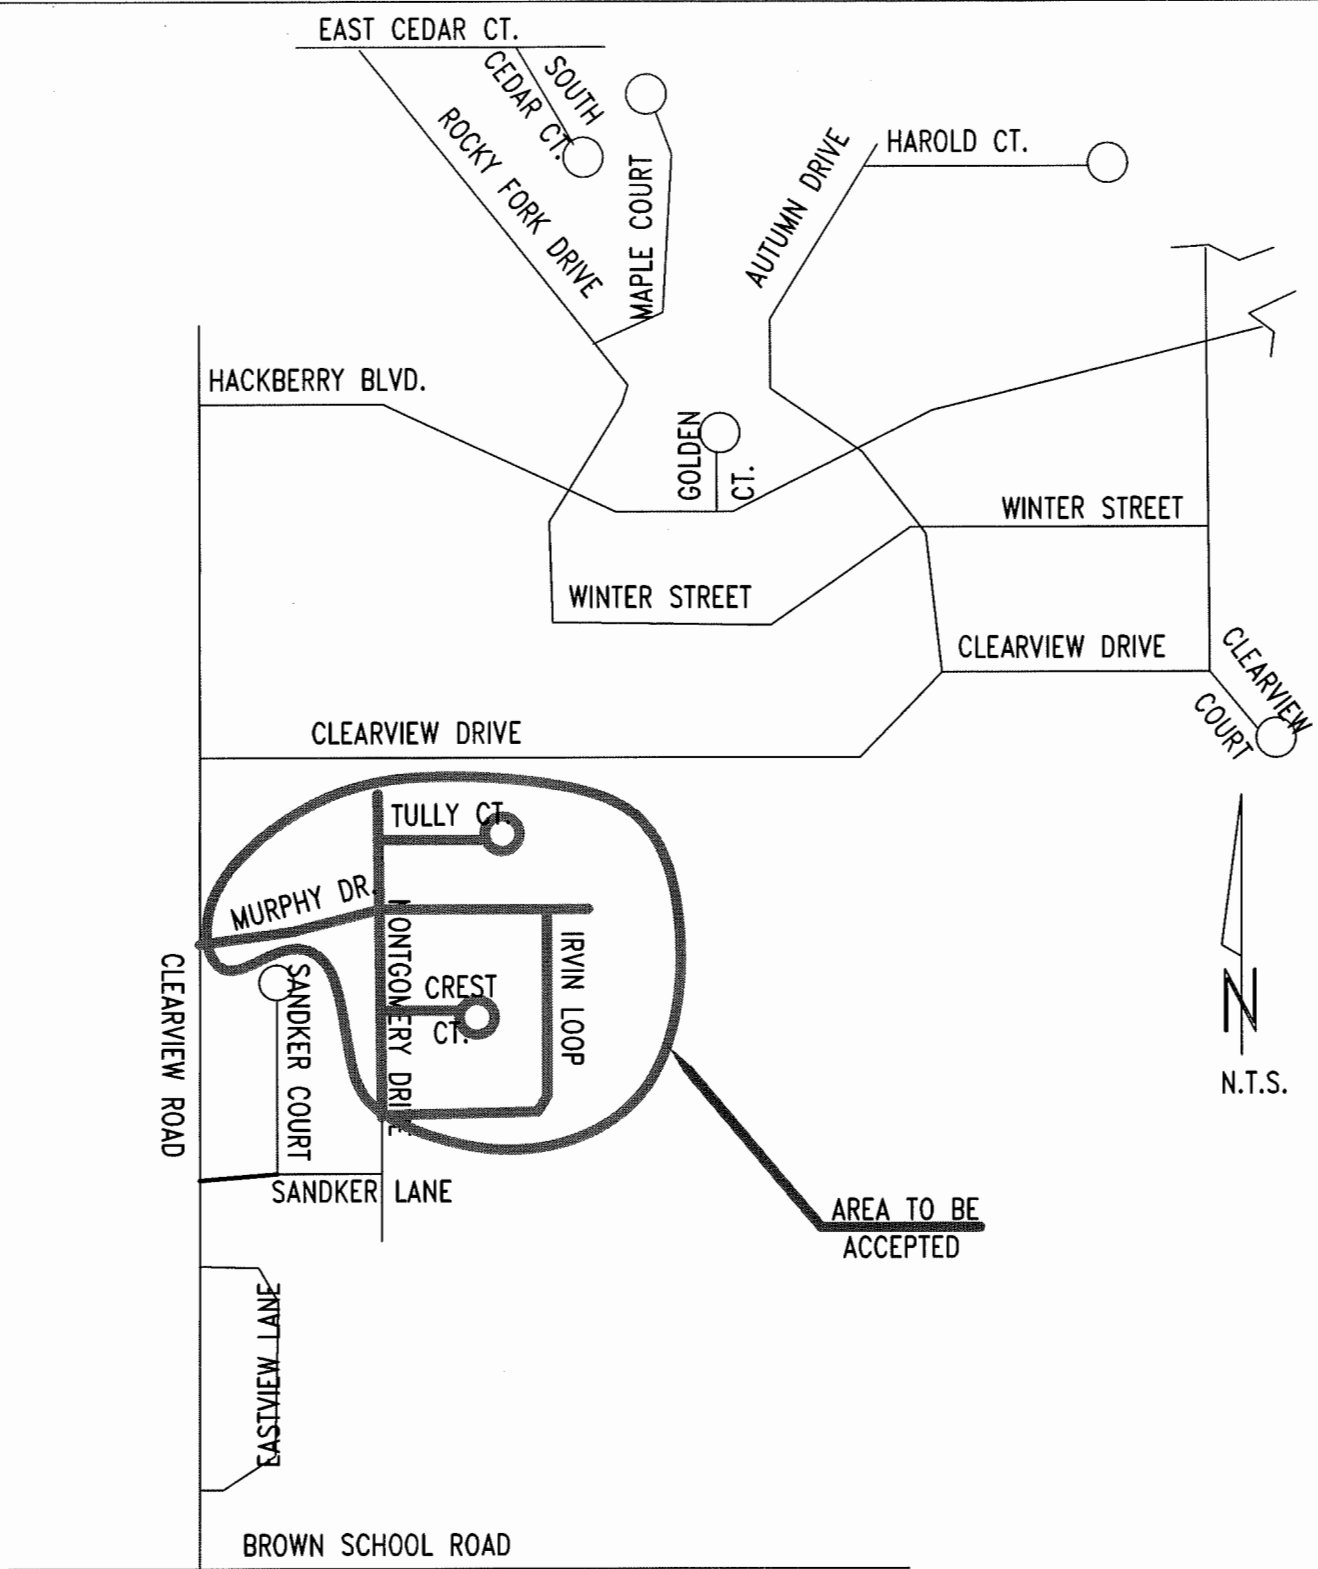 EAST CEDAR CT.
SOUTH
CEDAR CT.
ROCKY FORK DRIVE
MAPLE COURT
AUTUMN DRIVE
HAROLD CT.
HACKBERRY BLVD.
GOLDEN
CT.
WINTER STREET
WINTER STREET
CLEARVIEW DRIVE
CLEARVIEW
COURT
CLEARVIEW DRIVE
TULLY CT.
MURPHY DR.
MONTGOMERY DRIVE
IRVIN LOOP
CREST
CT.
CLEARVIEW ROAD
SANDKER COURT
SANDKER LANE
N
N.T.S.
AREA TO BE
ACCEPTED
EASTVIEW LANE
BROWN SCHOOL ROAD